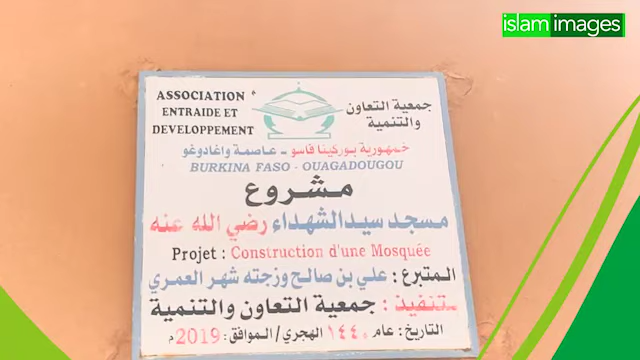 islam images
ASSOCIATION
ENTRAIDE ET
DEVELOPPEMENT
جمعية التعاون
والتنمية
جمهورية بوركينا فاسو - عاصمة واغادوغو
BURKINA FASO - OUAGADOUGOU
مشروع
مسجد سيد الشهداء رضي الله عنه
Projet : Construction d'une Mosquée
المتبرع : علي بن صالح وزجته شهر العمري
تنفيذ : جمعية التعاون والتنمية
التاريخ : عام ١٤٤٠ الهجري/ الموافق : 2019 م